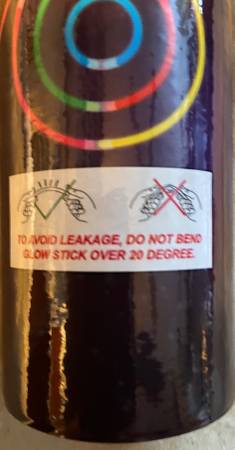 TO AVOID LEAKAGE, DO NOT BEND
GLOW STICK OVER 20 DEGREE.